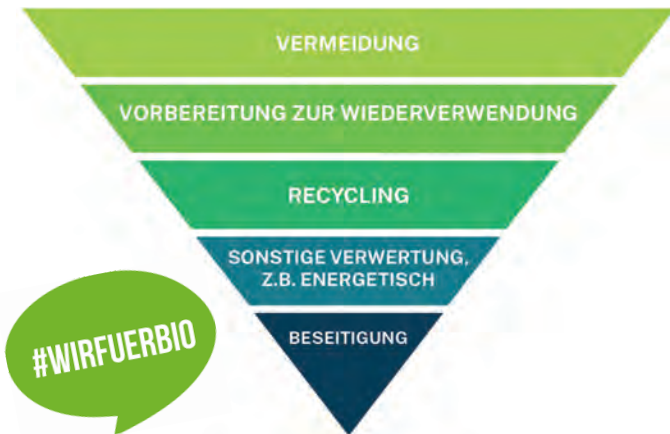 VERMEIDUNG
VORBEREITUNG ZUR WIEDERVERWENDUNG
RECYCLING
SONSTIGE VERWERTUNG,
Z.B. ENERGETISCH
BESEITIGUNG
#WIRFUERBIO